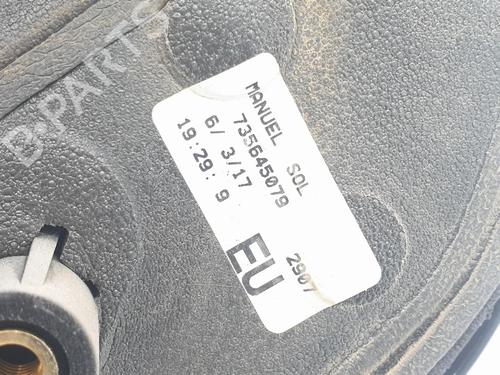 B-PARTS
MANUEL SOL
735645079
6/ 3/17
19:29: 9
2907
EU